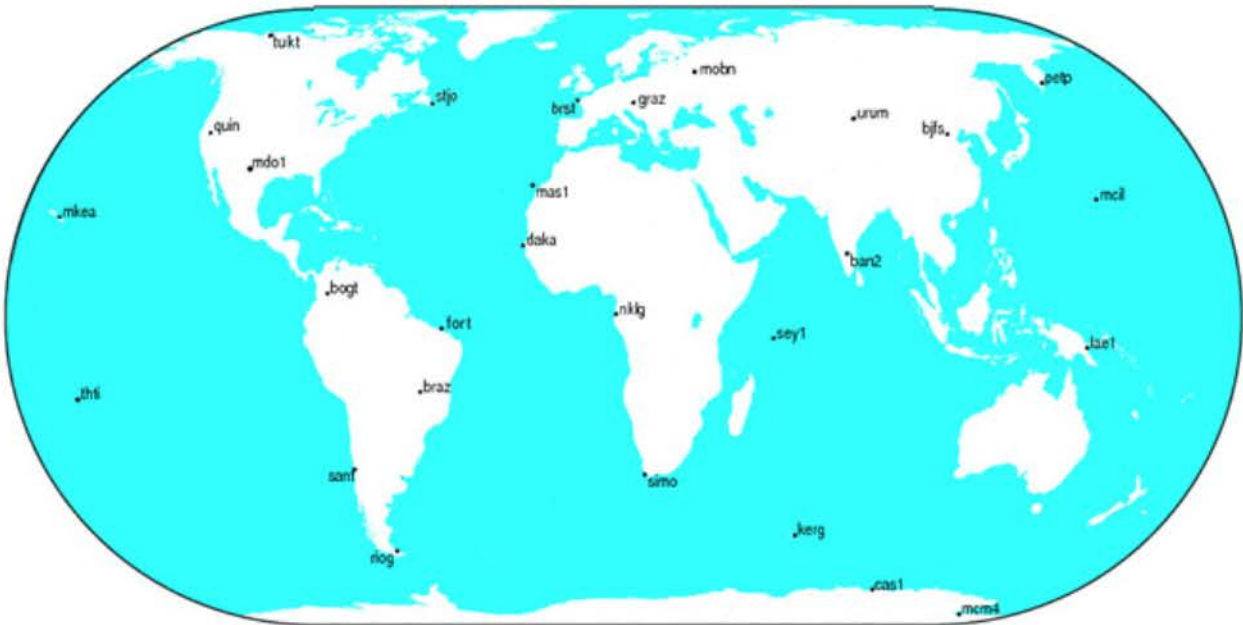 tukt
mobn
petp
stjo
brst
graz
urum
quin
bjfs
mdo1
mas1
mcil
mkea
daka
ban2
bogt
nklg
fort
sey1
lae1
thti
braz
sant
simo
kerg
riog
cas1
mcm4